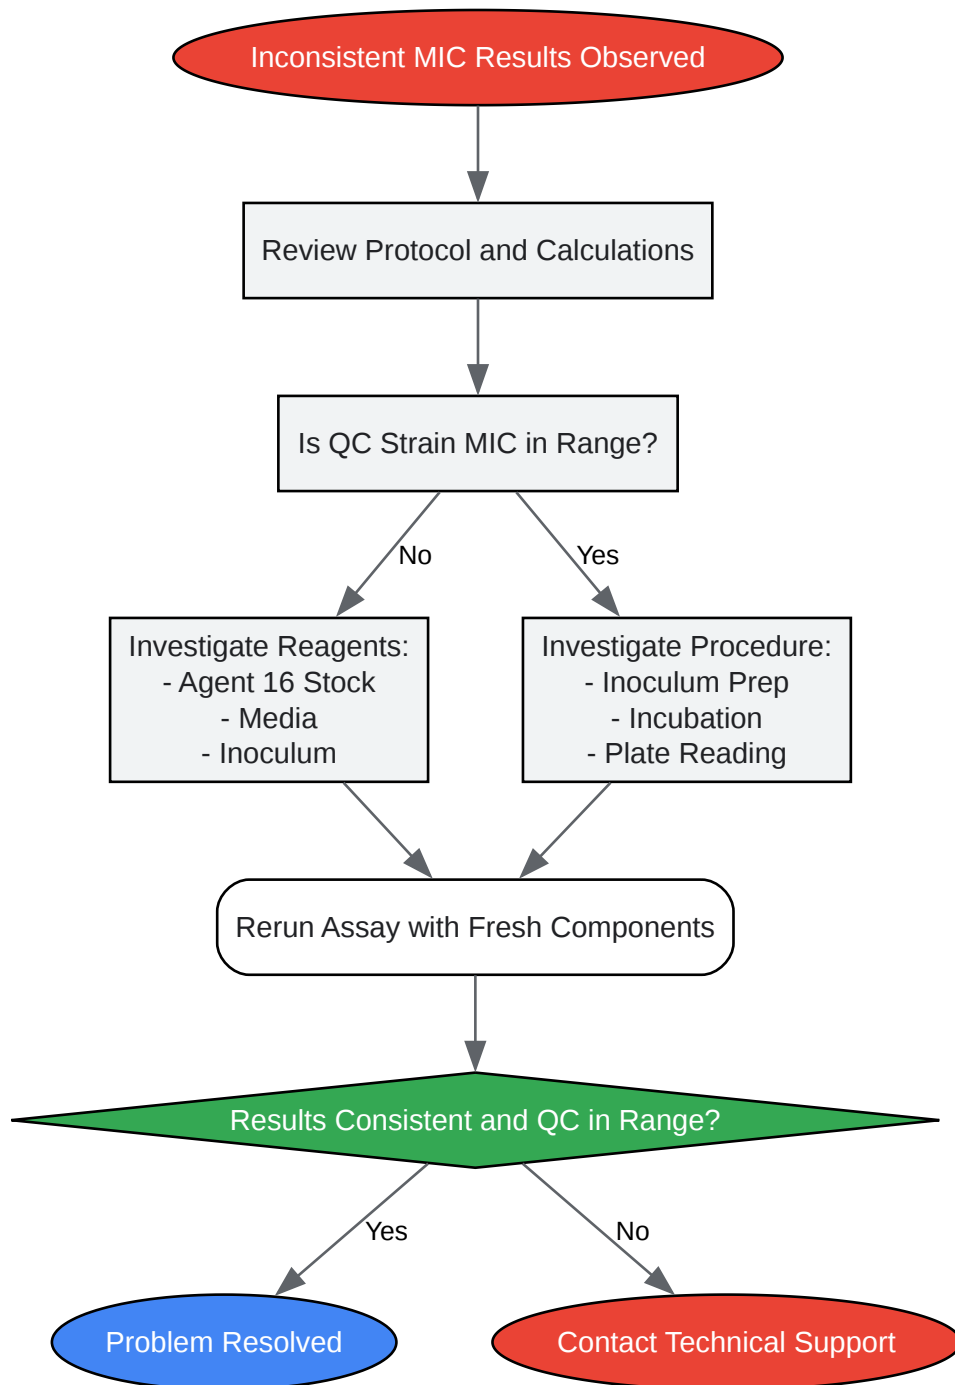 Inconsistent MIC Results Observed
Review Protocol and Calculations
Is QC Strain MIC in Range?
No
Yes
Investigate Reagents:
- Agent 16 Stock
- Media
- Inoculum
Investigate Procedure:
- Inoculum Prep
- Incubation
- Plate Reading
Rerun Assay with Fresh Components
Results Consistent and QC in Range?
Yes
No
Problem Resolved
Contact Technical Support